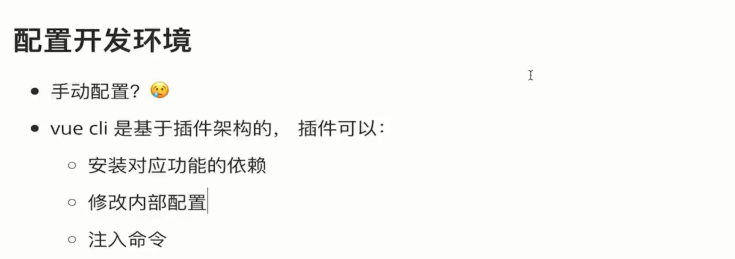 配置开发环境
手动配置？😢
vue cli 是基于插件架构的， 插件可以：
安装对应功能的依赖
修改内部配置
注入命令